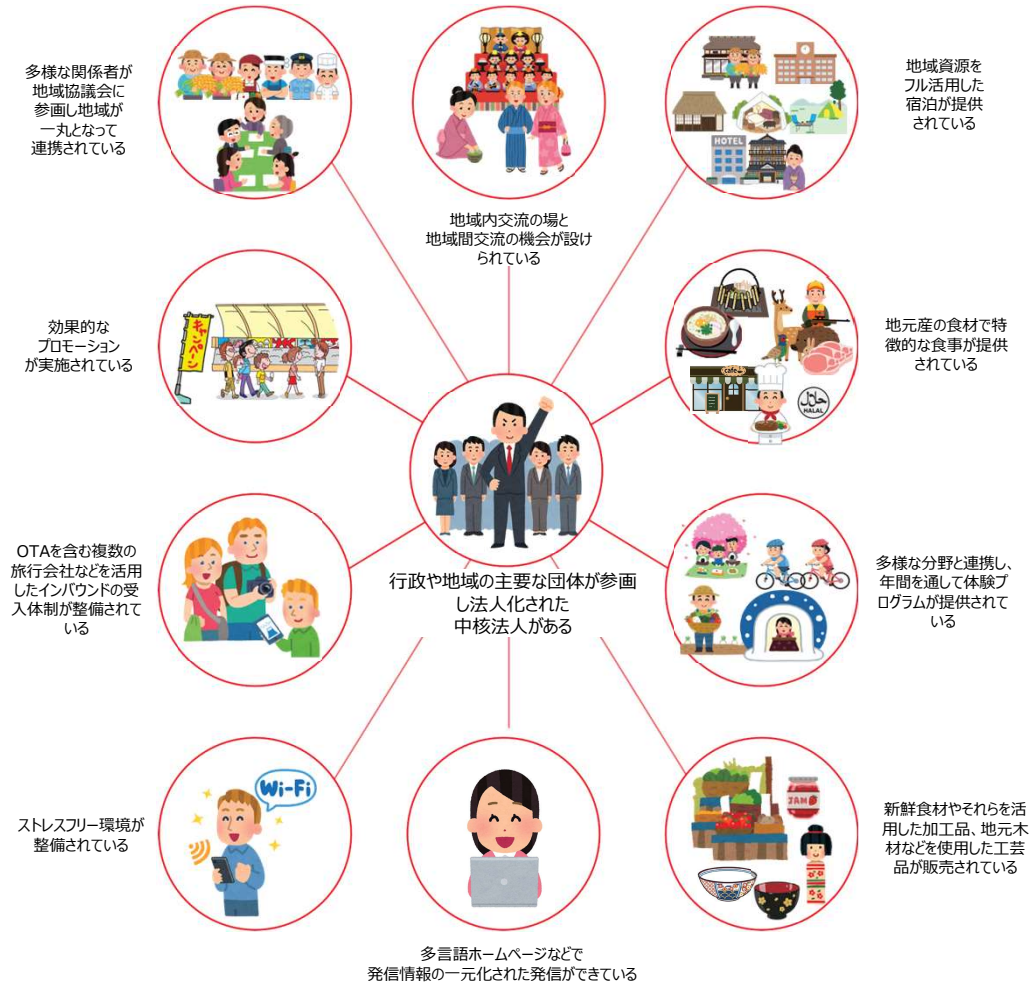 多様な関係者が
地域協議会に
参画し地域が
一丸となって
連携されている
地域内交流の場と
地域間交流の機会が設け
られている
HOTEL
地域資源を
フル活用した
宿泊が提供
されている
効果的な
プロモーション
が実施されている
キャンペーン
cafe
حلال
HALAL
地元産の食材で特
徴的な食事が提供
されている
行政や地域の主要な団体が参画
し法人化された
中核法人がある
OTAを含む複数の
旅行会社などを活用
したインバウンドの受
入体制が整備されて
いる
多様な分野と連携し、
年間を通して体験プ
ログラムが提供されて
いる
ストレスフリー環境が
整備されている
Wi-Fi
多言語ホームページなどで
発信情報の一元化された発信ができている
JAM
新鮮食材やそれらを活
用した加工品、地元木
材などを使用した工芸
品が販売されている